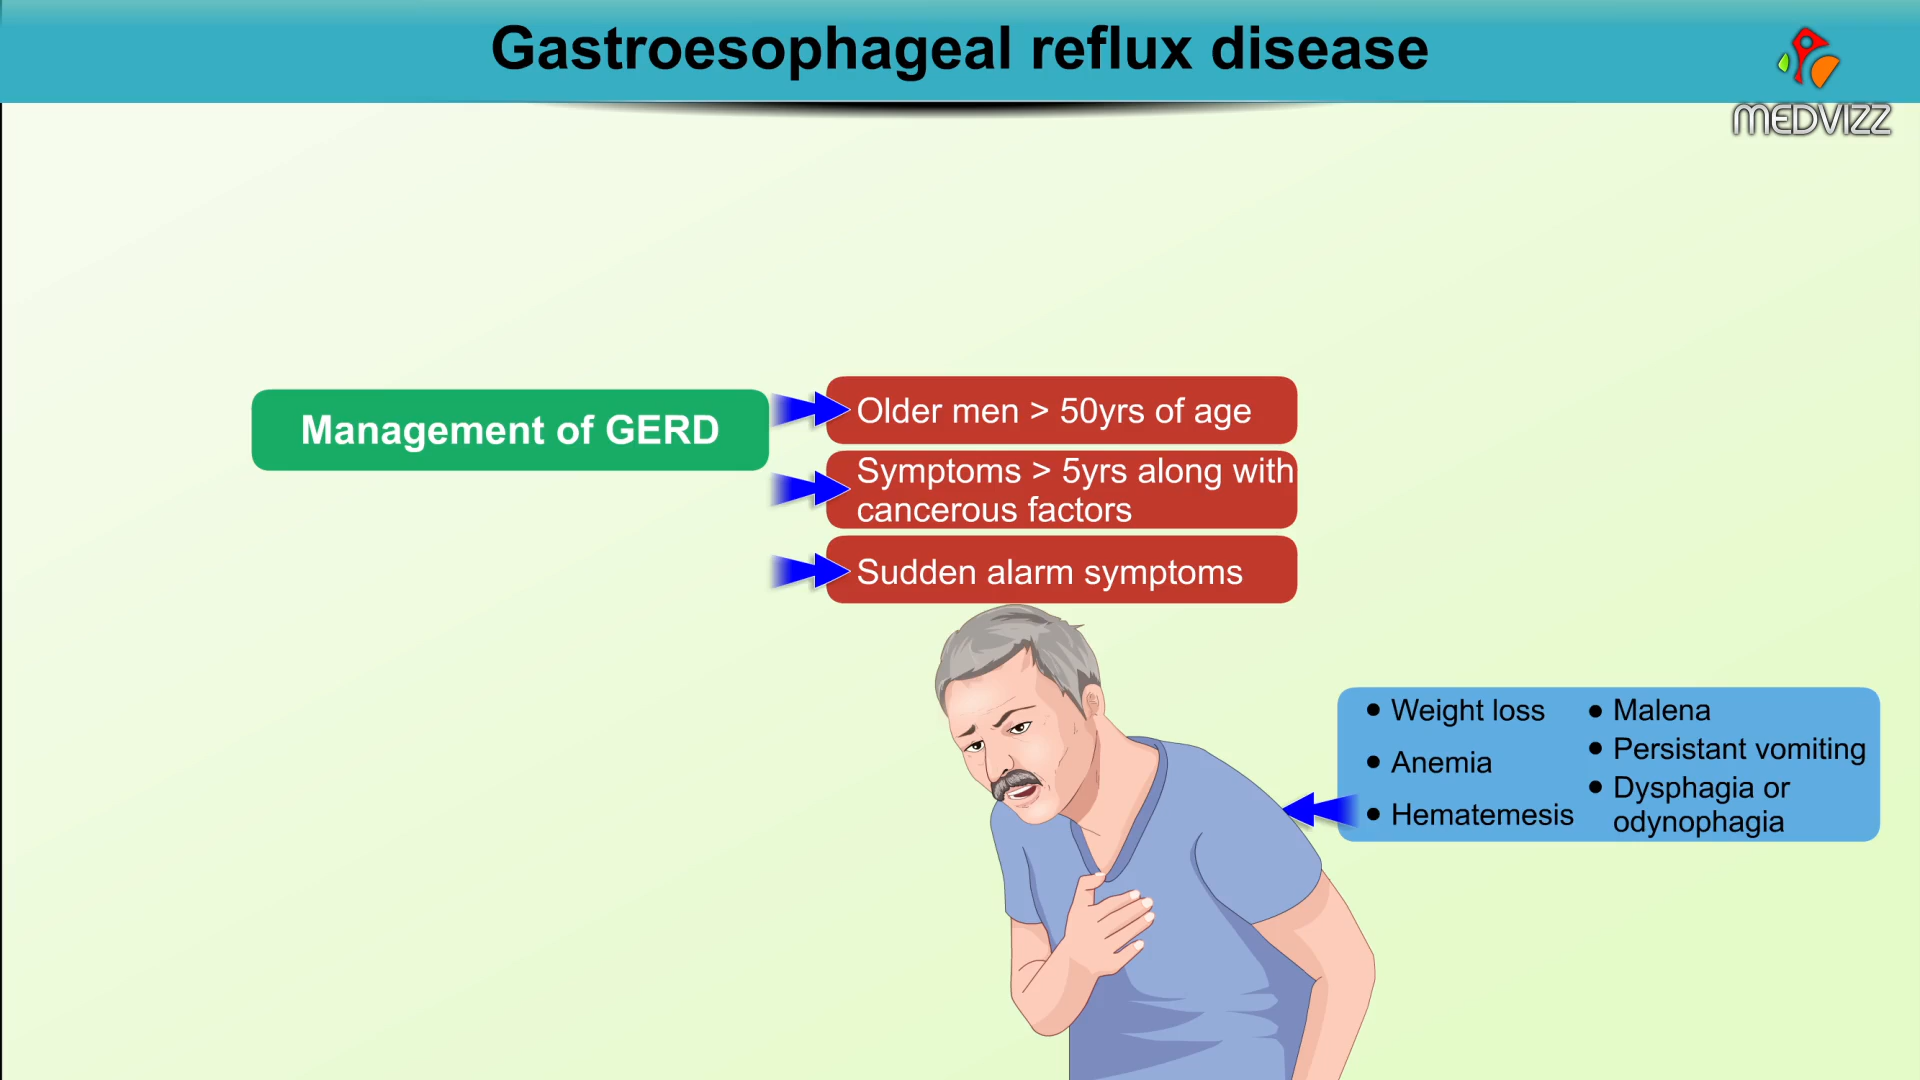 Gastroesophageal reflux disease
MEDVIZZ
Management of GERD
Older men > 50yrs of age
Symptoms > 5yrs along with
cancerous factors
Sudden alarm symptoms
• Weight loss
• Anemia
• Hematemesis
• Malena
• Persistant vomiting
• Dysphagia or
odynophagia